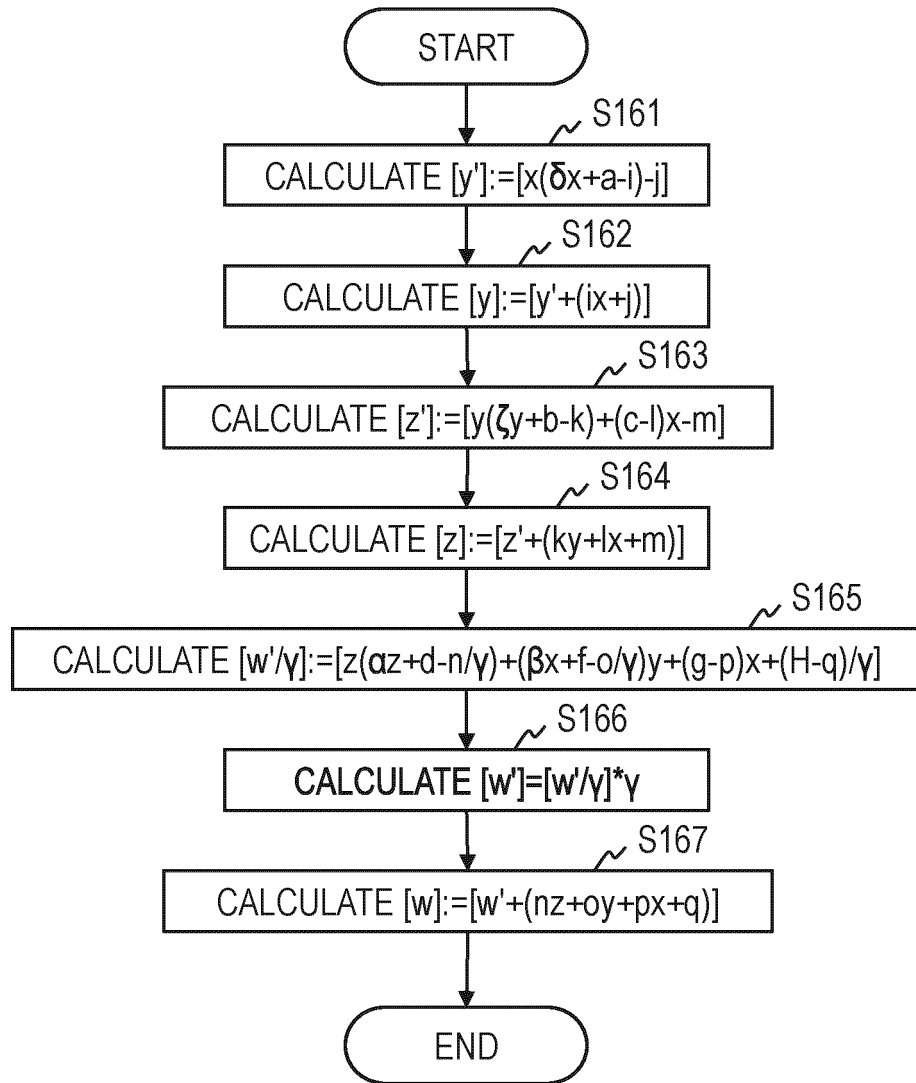 START
S161
CALCULATE [y']:=[x(δx+a-i)-j]
S162
CALCULATE [y]:=[y'+(ix+j)]
S163
CALCULATE [z']:=[y(ζy+b-k)+(c-l)x-m]
S164
CALCULATE [z]:=[z'+(ky+lx+m)]
S165
CALCULATE [w'/γ]:=[z(αz+d-n/γ)+(βx+f-o/γ)y+(g-p)x+(H-q)/γ]
S166
CALCULATE [w']=[w'/γ]*γ
S167
CALCULATE [w]:=[w'+(nz+oy+px+q)]
END